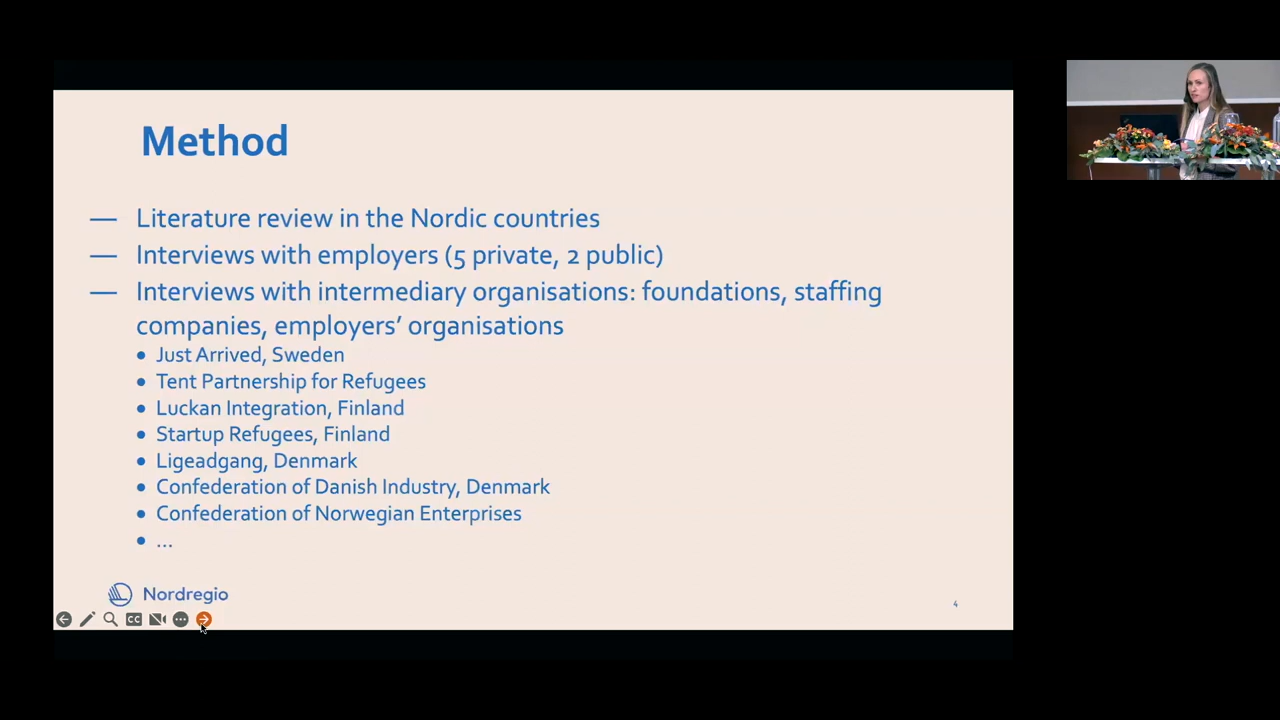 Method
— Literature review in the Nordic countries
— Interviews with employers (5 private, 2 public)
— Interviews with intermediary organisations: foundations, staffing
companies, employers’ organisations
• Just Arrived, Sweden
• Tent Partnership for Refugees
• Luckan Integration, Finland
• Startup Refugees, Finland
• Ligeadgang, Denmark
• Confederation of Danish Industry, Denmark
• Confederation of Norwegian Enterprises
• ...
Nordregio
4
CC